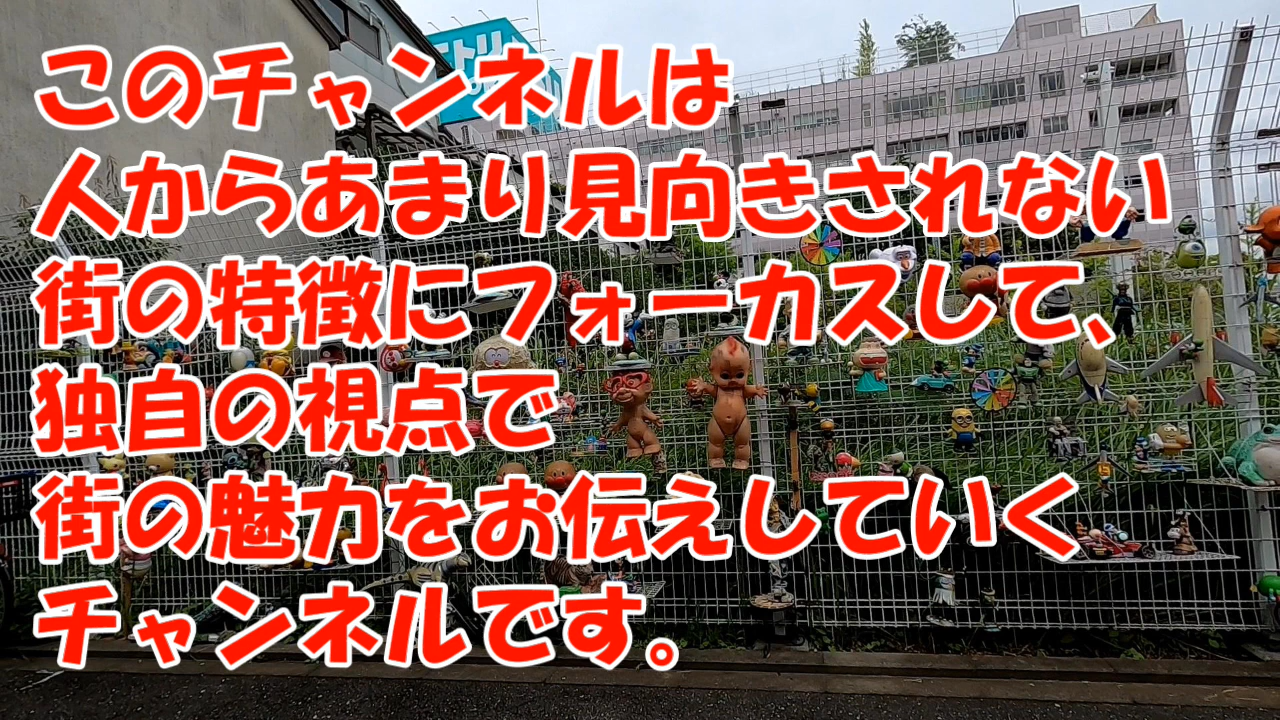 このチャンネルは
人からあまり見向きされない
街の特徴にフォーカスして、
独自の視点で
街の魅力をお伝えしていく
チャンネルです。